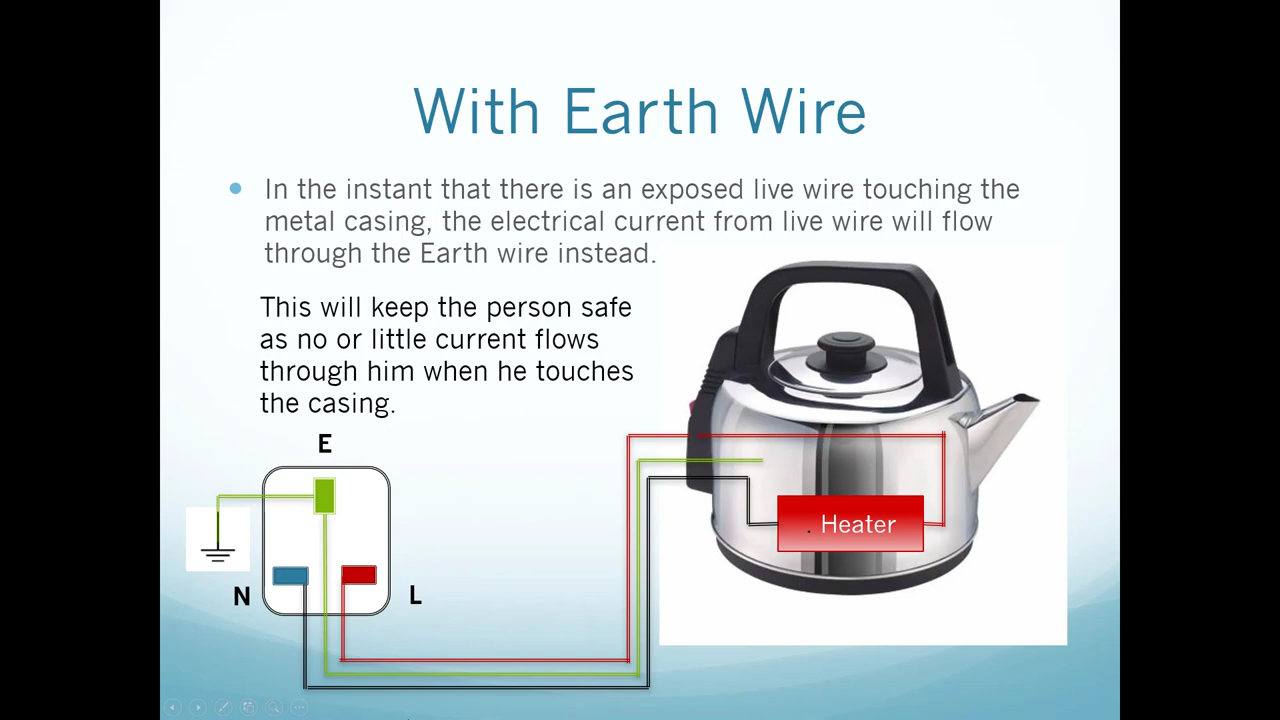 With Earth Wire
In the instant that there is an exposed live wire touching the
metal casing, the electrical current from live wire will flow
through the Earth wire instead.
This will keep the person safe
as no or little current flows
through him when he touches
the casing.
E
N
L
. Heater